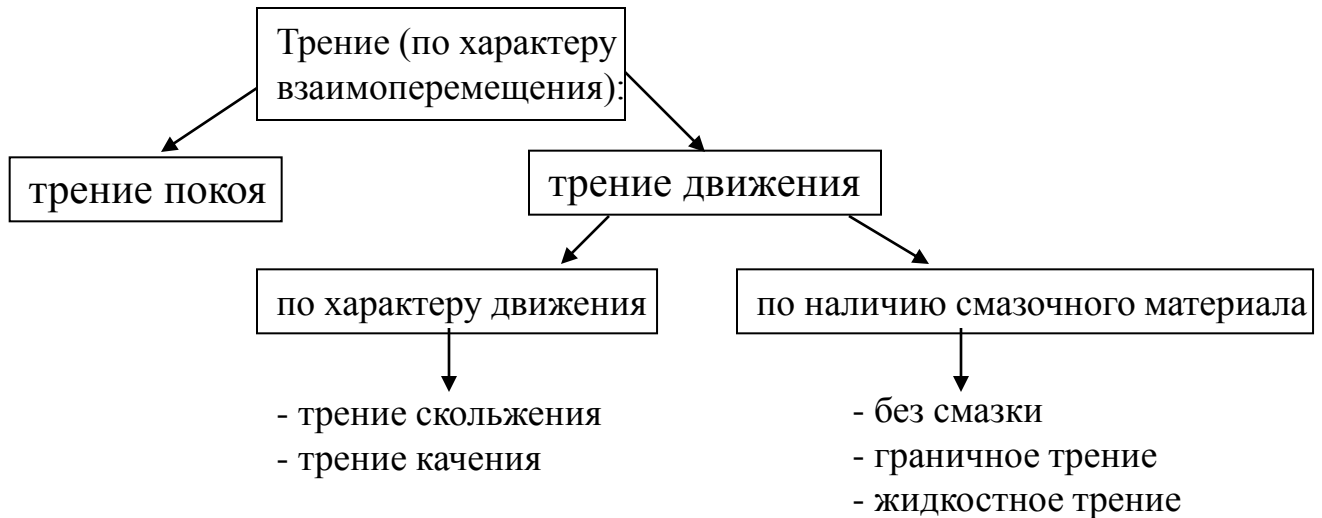 Трение (по характеру
взаимоперемещения):
трение покоя
трение движения
по характеру движения
по наличию смазочного материала
- трение скольжения
- трение качения
- без смазки
- граничное трение
- жидкостное трение